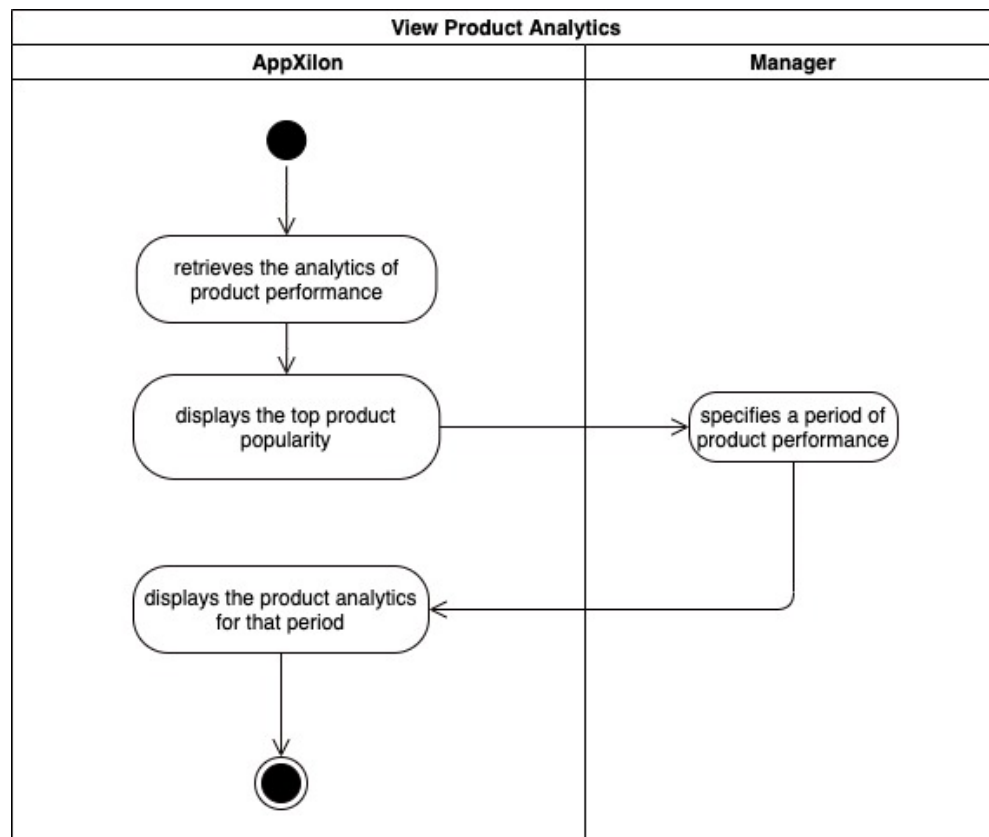 View Product Analytics
AppXilon
Manager
retrieves the analytics of
product performance
displays the top product
popularity
specifies a period of
product performance
displays the product analytics
for that period